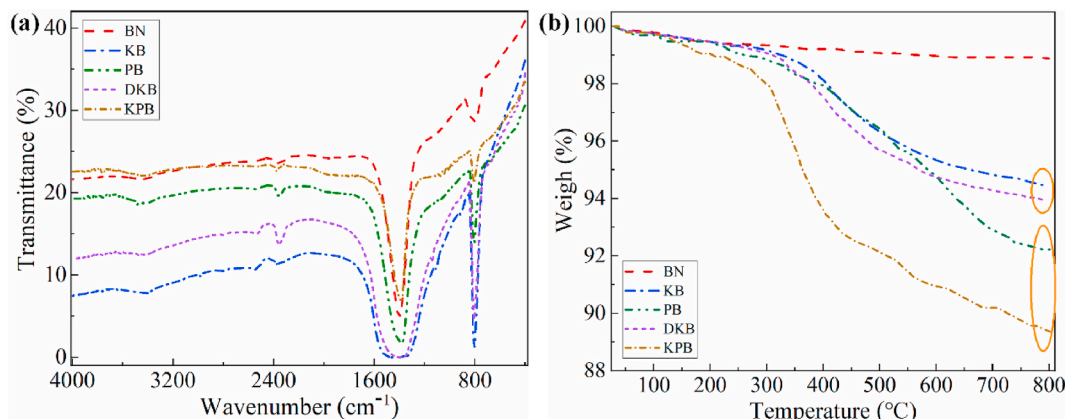 (a)
Transmittance (%)
40
30
20
10
0
BN
KB
PB
DKB
KPB
4000 3200 2400 1600 800
Wavenumber (cm⁻¹)
(b)
Weigh (%)
100
98
96
94
92
90
88
BN
KB
PB
DKB
KPB
100 200 300 400 500 600 700 800
Temperature (°C)